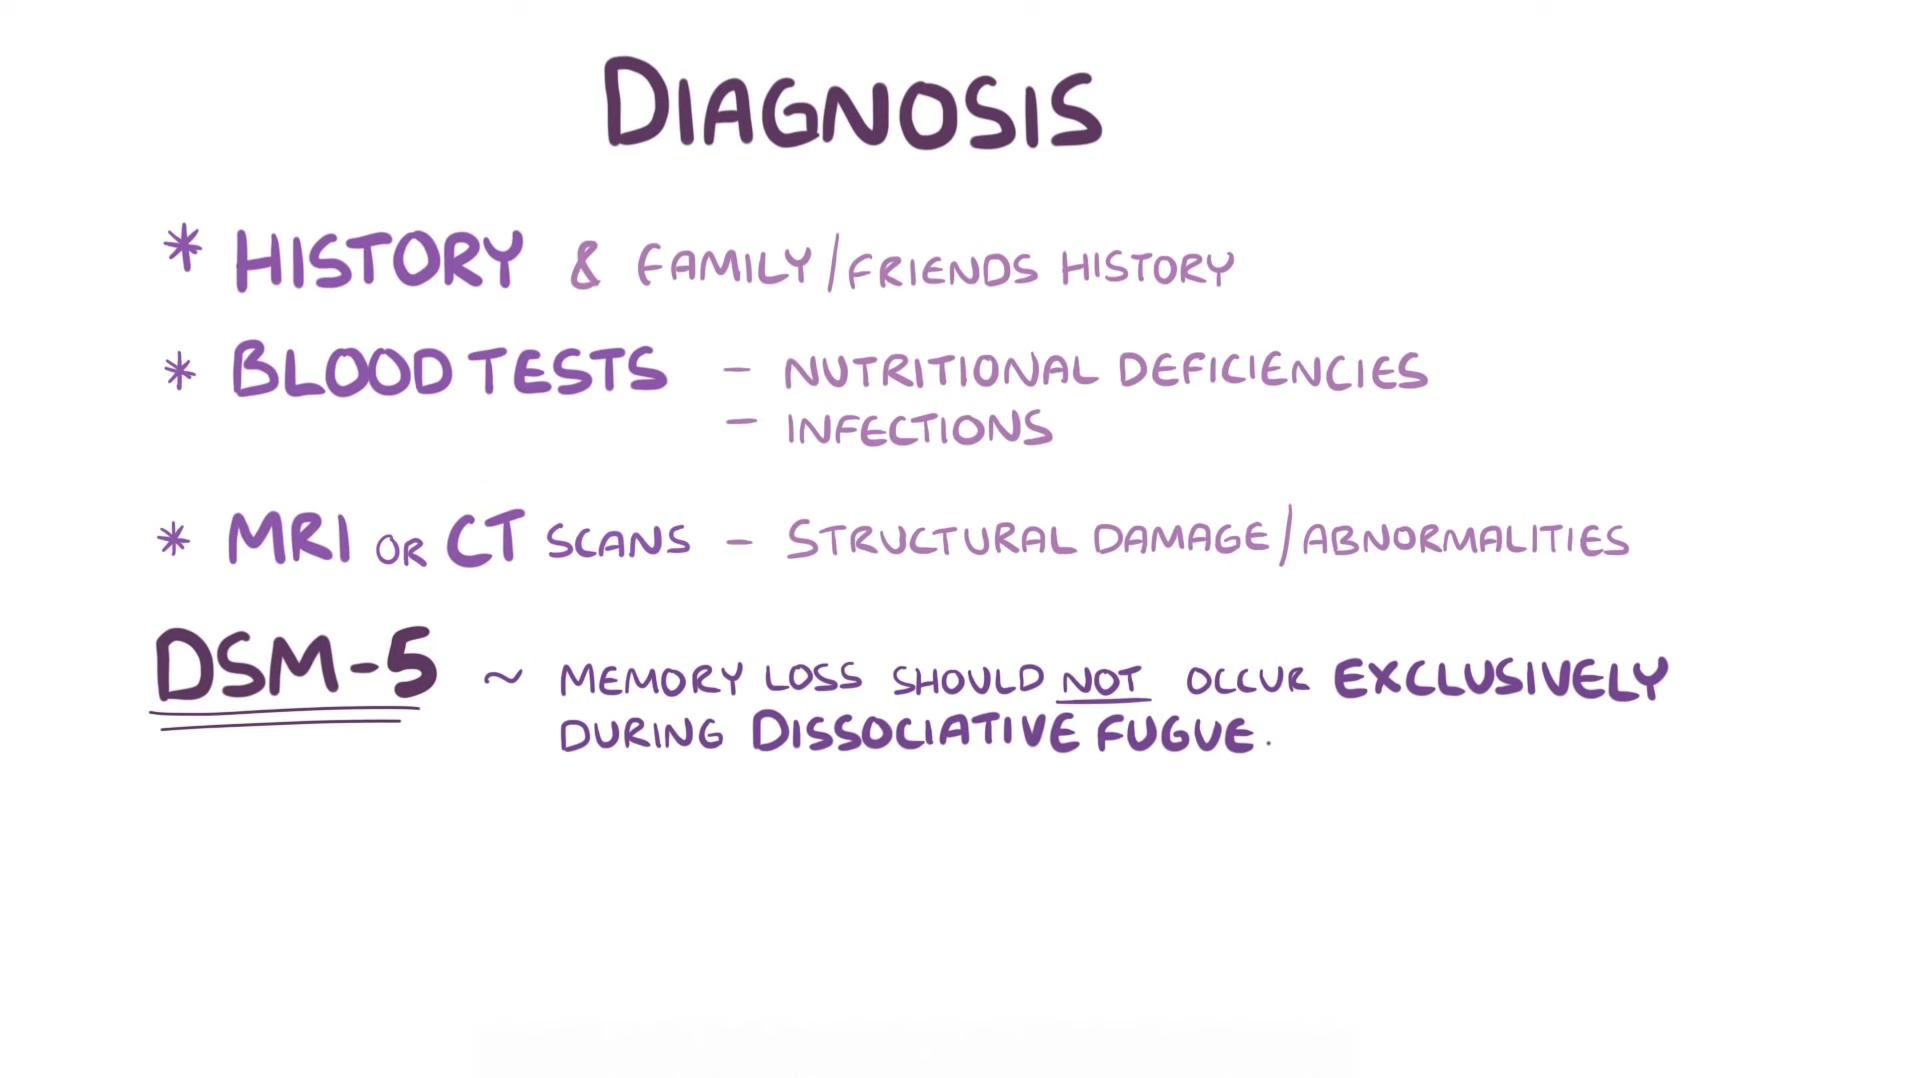 DIAGNOSIS
* HISTORY & FAMILY/FRIENDS HISTORY
* BLOOD TESTS - NUTRITIONAL DEFICIENCIES
- INFECTIONS
* MRI OR CT SCANS - STRUCTURAL DAMAGE/ABNORMALITIES
DSM-5 ~ MEMORY LOSS SHOULD NOT OCCUR EXCLUSIVELY
DURING DISSOCIATIVE FUGUE.